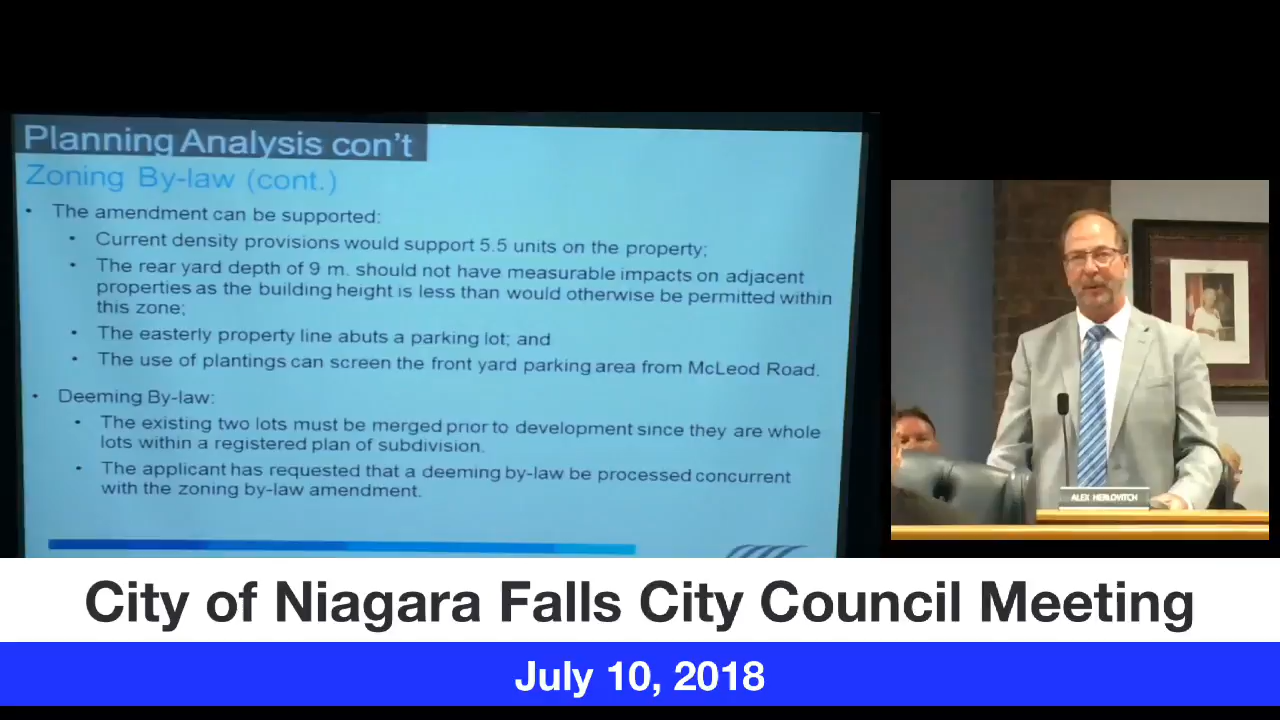 Planning Analysis con't
Zoning By-law (cont.)
• The amendment can be supported:
• Current density provisions would support 5.5 units on the property;
• The rear yard depth of 9 m. should not have measurable impacts on adjacent
properties as the building height is less than would otherwise be permitted within
this zone;
• The easterly property line abuts a parking lot; and
• The use of plantings can screen the front yard parking area from McLeod Road.
• Deeming By-law:
• The existing two lots must be merged prior to development since they are whole
lots within a registered plan of subdivision.
• The applicant has requested that a deeming by-law be processed concurrent
with the zoning by-law amendment.
ALEX HERLOVITCH
City of Niagara Falls City Council Meeting
July 10, 2018